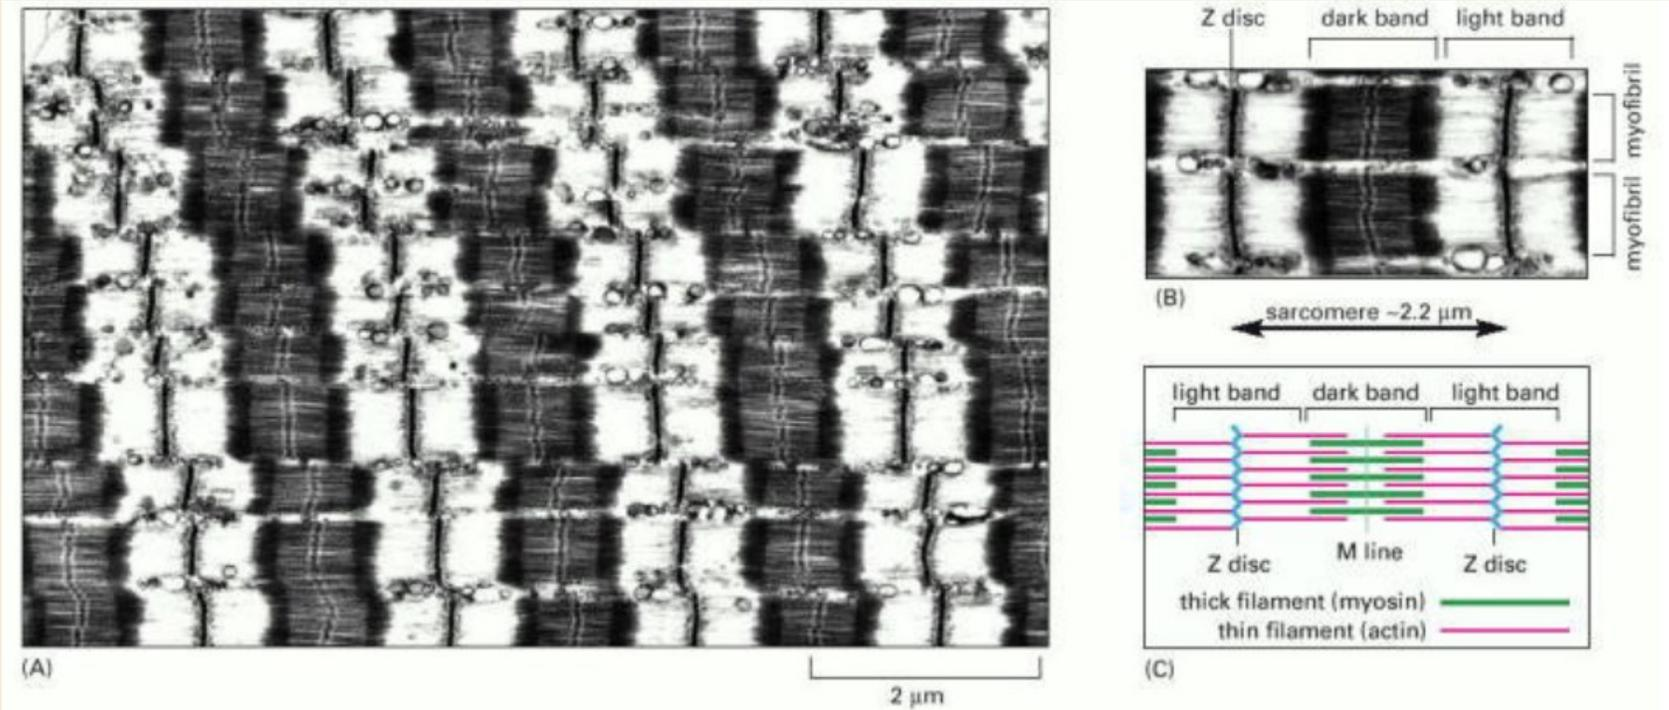 Z disc dark band light band
myofibril
myofibril
(B)
sarcomere ~2.2 μm
light band dark band light band
Z disc M line Z disc
thick filament (myosin)
thin filament (actin)
(A)
2 μm
(C)